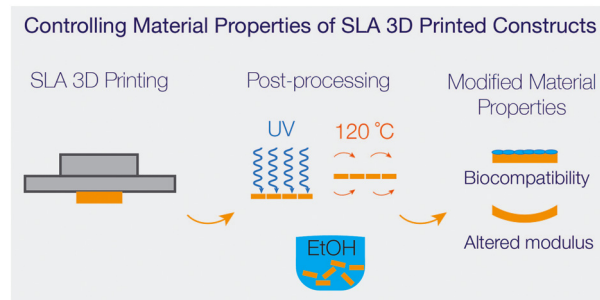 Controlling Material Properties of SLA 3D Printed Constructs
SLA 3D Printing
Post-processing
Modified Material
Properties
UV
120 °C
Biocompatibility
EtOH
Altered modulus